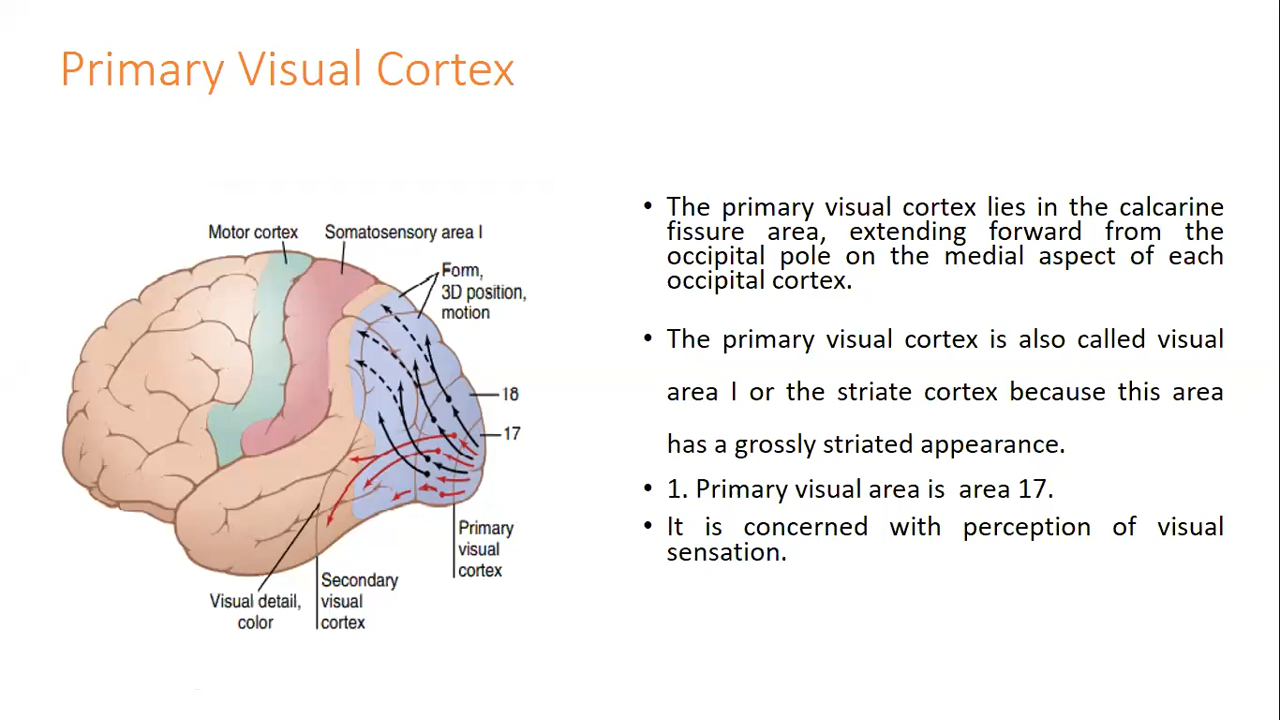 Primary Visual Cortex
Motor cortex
Somatosensory area I
Form,
3D position,
motion
18
17
Primary
visual
cortex
Secondary
visual
cortex
Visual detail,
color
• The primary visual cortex lies in the calcarine
fissure area, extending forward from the
occipital pole on the medial aspect of each
occipital cortex.
• The primary visual cortex is also called visual
area I or the striate cortex because this area
has a grossly striated appearance.
• 1. Primary visual area is area 17.
• It is concerned with perception of visual
sensation.